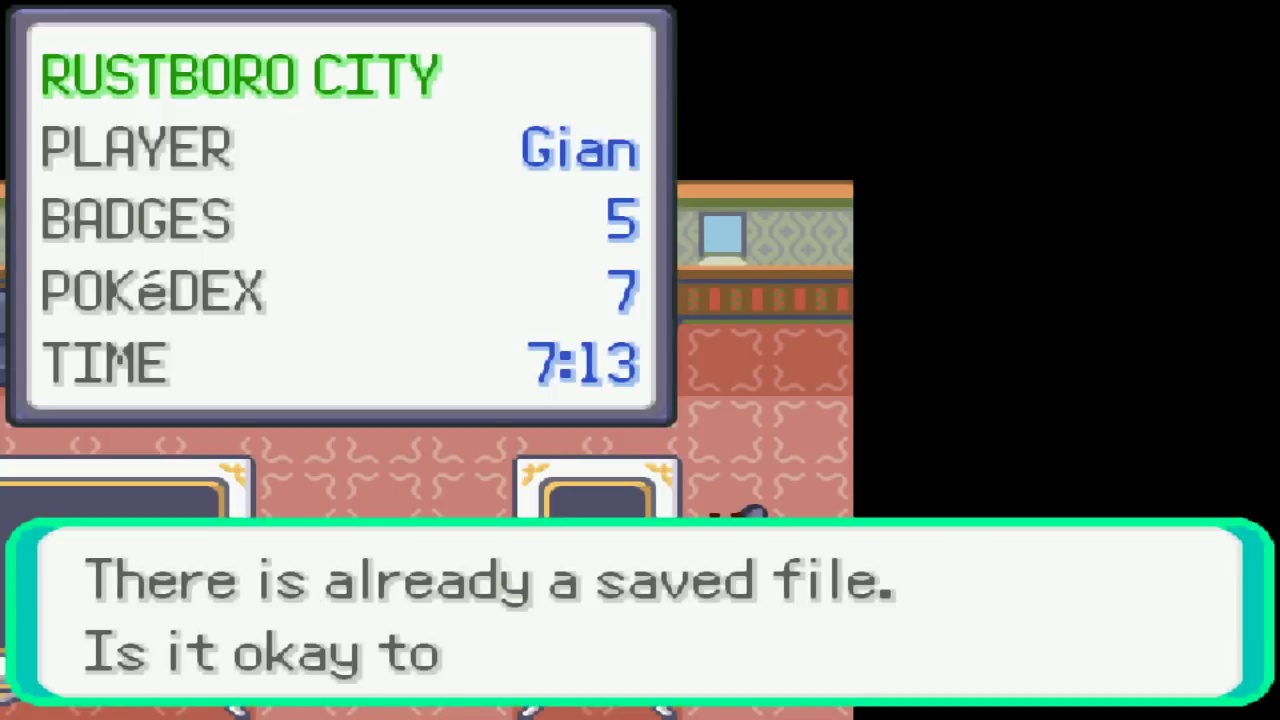 RUSTBORO CITY
PLAYER Gian
BADGES 5
POKéDEX 7
TIME 7:13
There is already a saved file.
Is it okay to